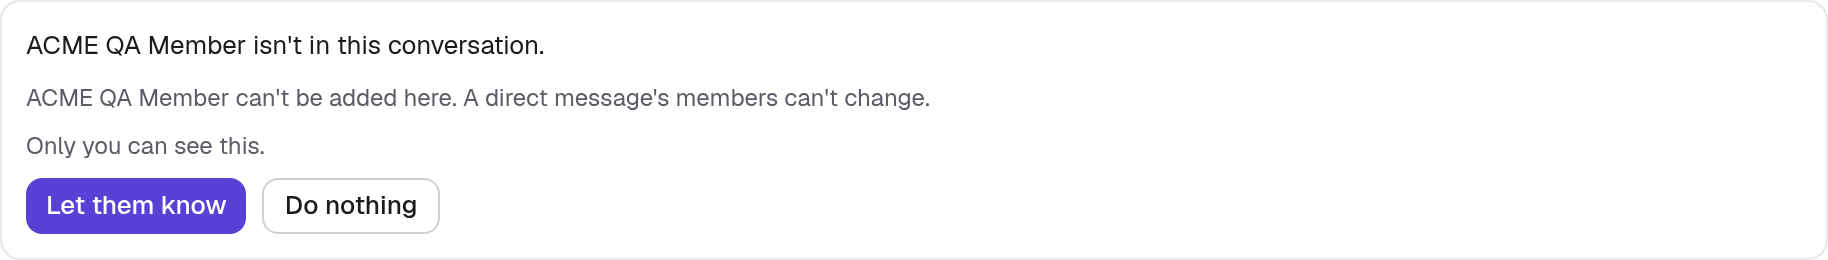 ACME QA Member isn't in this conversation.
ACME QA Member can't be added here. A direct message's members can't change.
Only you can see this.
Let them know
Do nothing